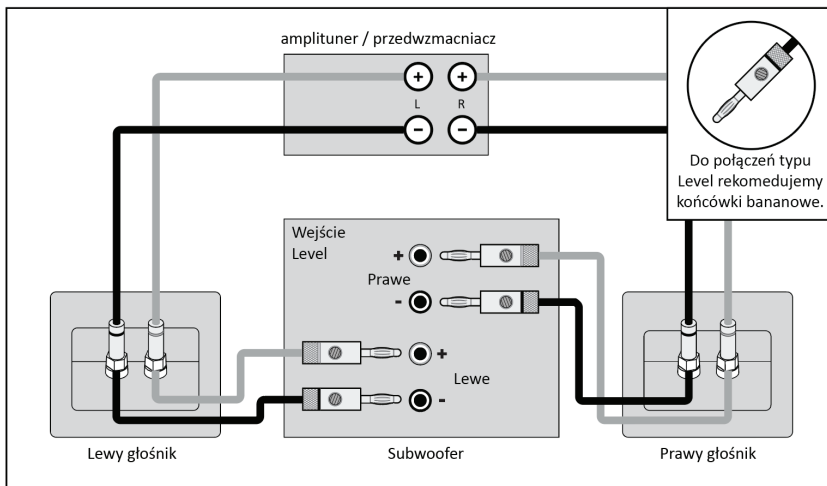 amplituner / przedwzmacniacz
+ +
L R
- -
Do połączeń typu
Level rekomedujemy
końcówki bananowe.
Wejście
Level
+
Prawe
-
+
Lewe
-
Lewy głośnik
Subwoofer
Prawy głośnik